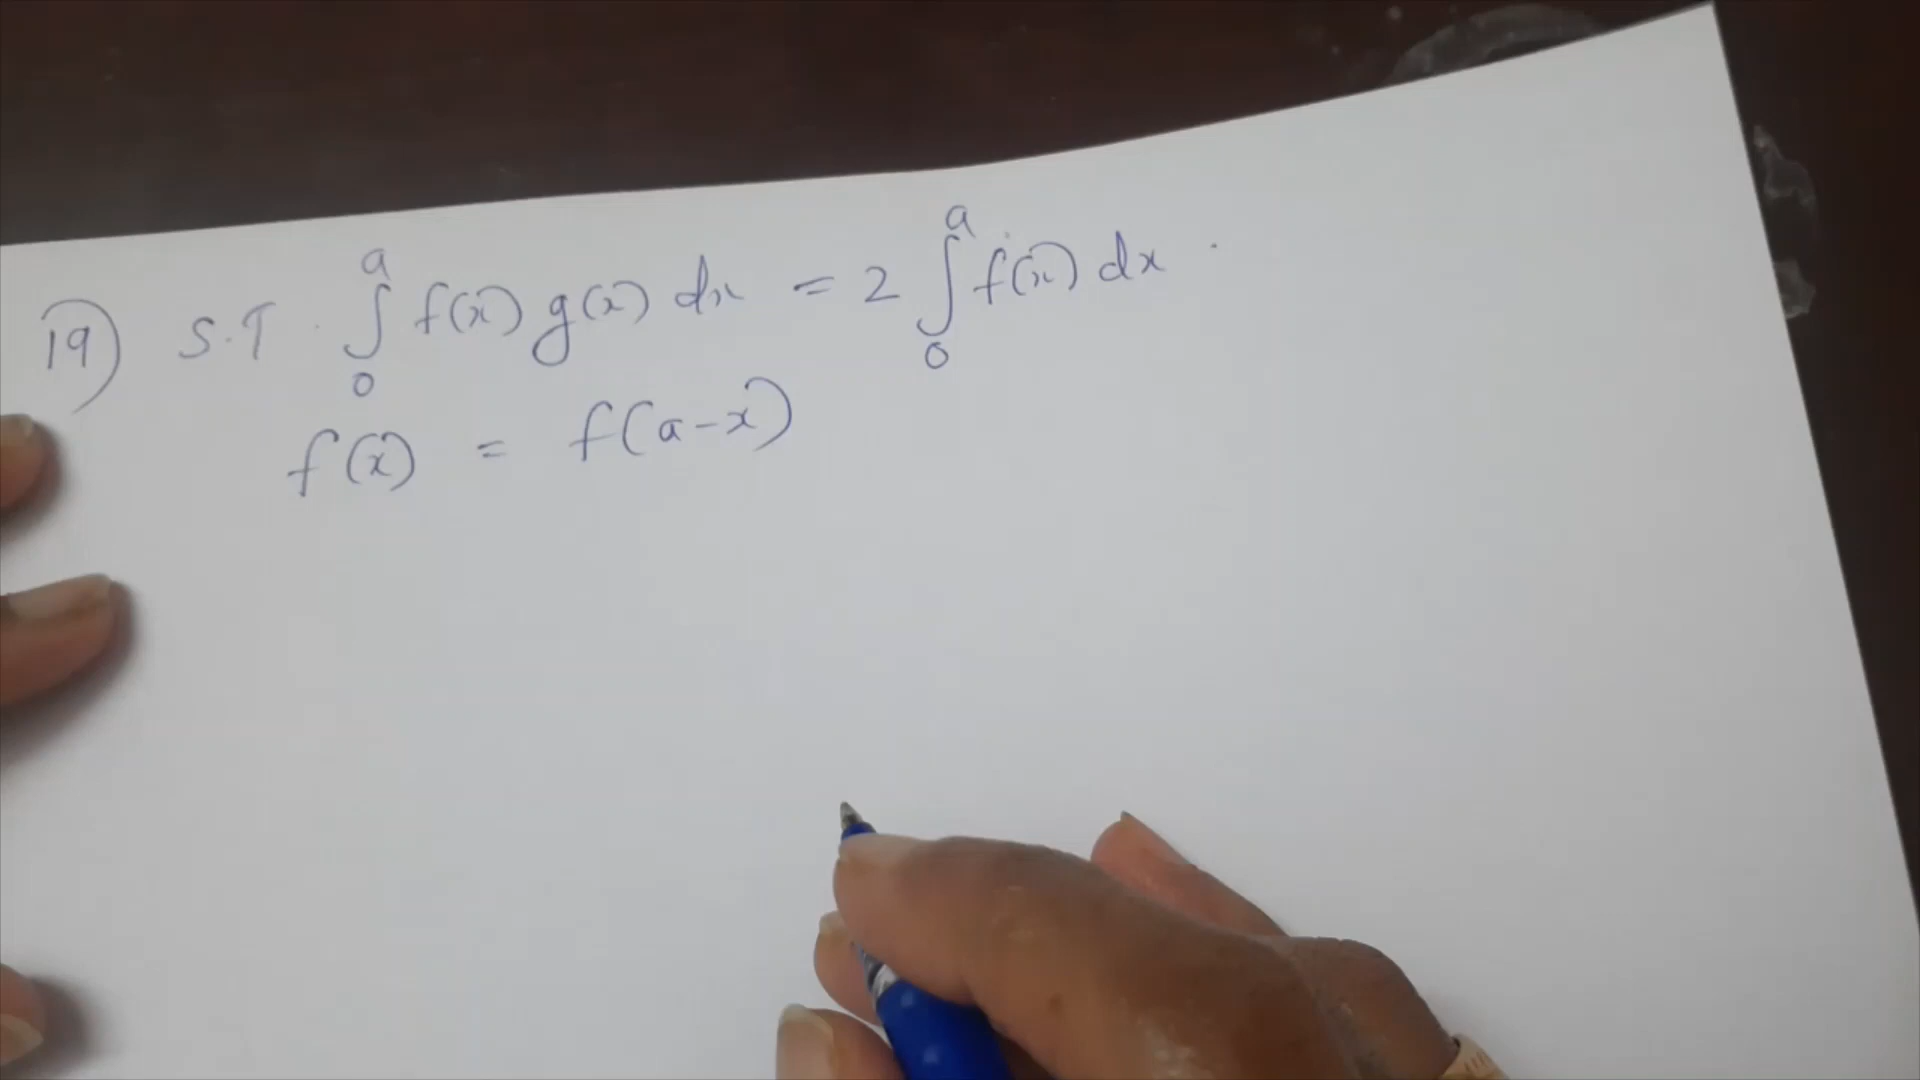 19) S.T. ∫₀ᵃ f(x) g(x) dx = 2 ∫₀ᵃ f(x) dx.
f(x) = f(a-x)